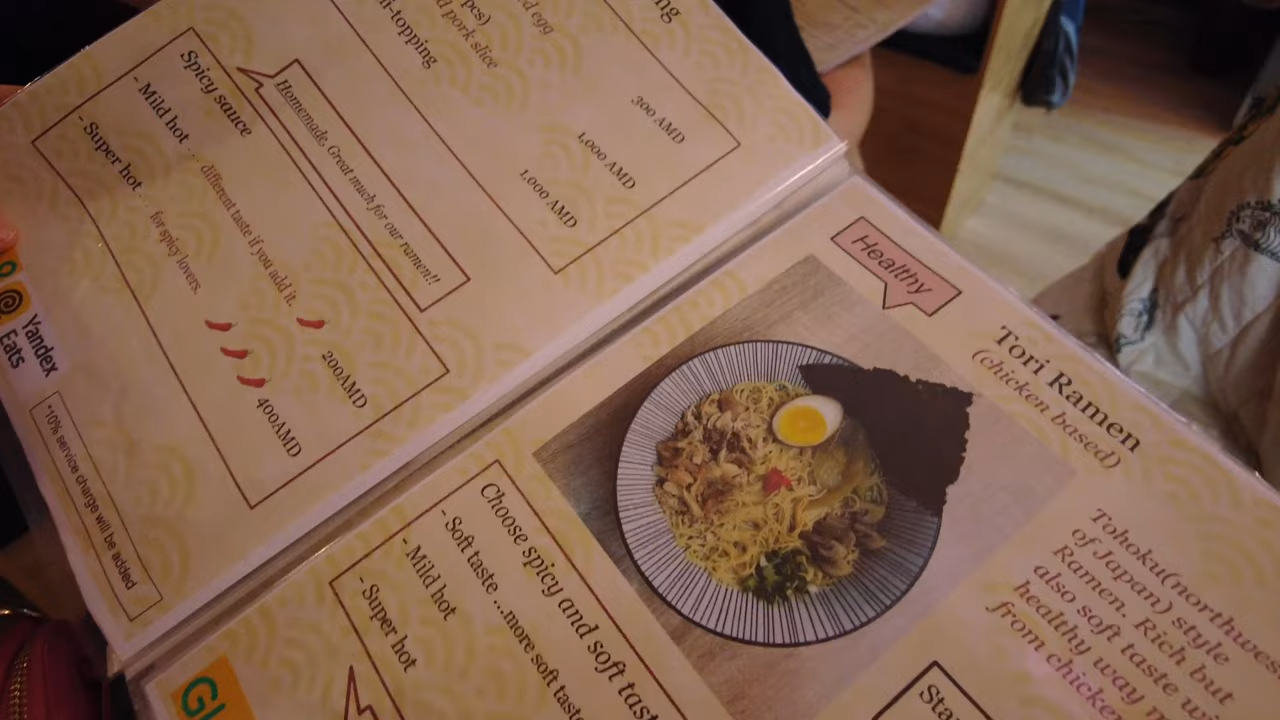 pcs)
egg
pork slice
topping
300 AMD
1,000 AMD
1,000 AMD
Spicy sauce
- Mild hot ... different taste if you add it.
- Super hot ... for spicy lovers.
Homemade, Great much for our ramen!!
200AMD
400AMD
Yandex
Eats
*10% service charge will be added
Healthy
Tori Ramen
(chicken based)
Tohoku(northwes
of Japan) style
Ramen. Rich but
also soft taste
healthy way
from chicke
Choose spicy and soft tast
- Soft taste ...more soft taste
- Mild hot
- Super hot
Gl
Sta